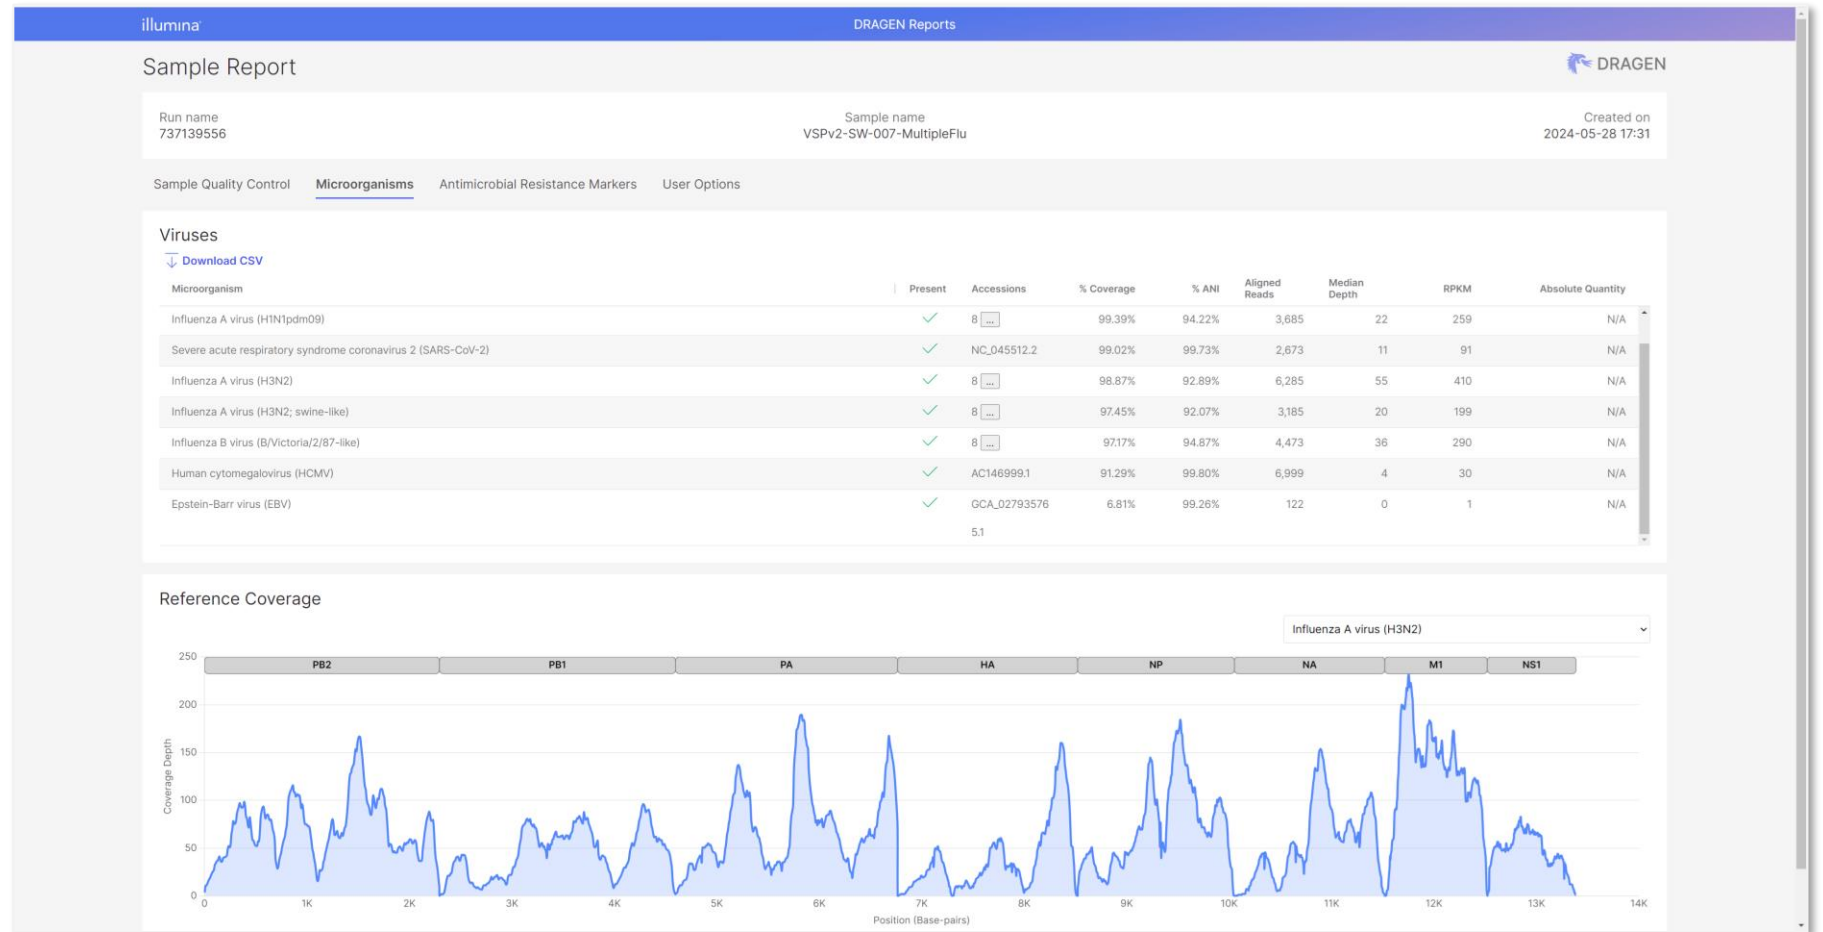 illumina
DRAGEN Reports
Sample Report
DRAGEN
Run name
737139556
Sample name
VSPv2-SW-007-MultipleFlu
Created on
2024-05-28 17:31
Sample Quality Control Microorganisms Antimicrobial Resistance Markers User Options
Viruses
Download CSV
Microorganism Present Accessions % Coverage % ANI Aligned Reads Median Depth RPKM Absolute Quantity
Influenza A virus (H1N1pdm09) 8 ... 99.39% 94.22% 3,685 22 259 N/A
Severe acute respiratory syndrome coronavirus 2 (SARS-CoV-2) NC_045512.2 99.02% 99.73% 2,673 11 91 N/A
Influenza A virus (H3N2) 8 ... 98.87% 92.89% 6,285 55 410 N/A
Influenza A virus (H3N2; swine-like) 8 ... 97.45% 92.07% 3,185 20 199 N/A
Influenza B virus (B/Victoria/2/87-like) 8 ... 97.17% 94.87% 4,473 36 290 N/A
Human cytomegalovirus (HCMV) AC146999.1 91.29% 99.80% 6,999 4 30 N/A
Epstein-Barr virus (EBV) GCA_02793576 6.81% 99.26% 122 0 1 N/A
5.1
Reference Coverage
Influenza A virus (H3N2)
PB2 PB1 PA HA NP NA M1 NS1
250
200
150
100
50
0
Coverage Depth
0 1K 2K 3K 4K 5K 6K 7K 8K 9K 10K 11K 12K 13K 14K
Position (Base-pairs)